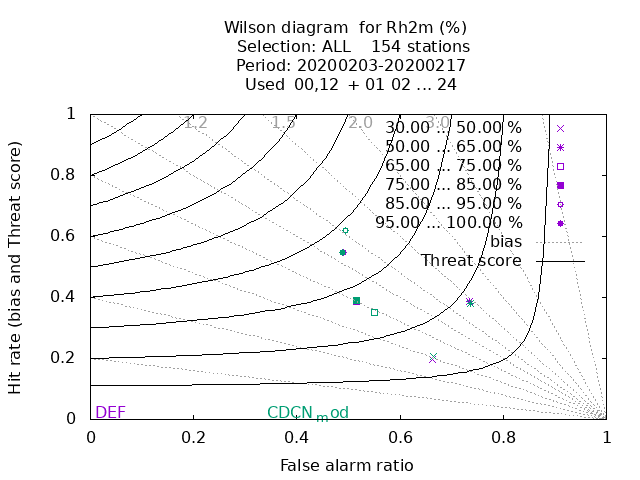 Wilson diagram  for Rh2m (%)
Selection: ALL    154 stations
Period: 20200203-20200217
Used  00,12  + 01 02 ... 24
1.2
1.5
2.0
3.0
30.00 ... 50.00 %
50.00 ... 65.00 %
65.00 ... 75.00 %
75.00 ... 85.00 %
85.00 ... 95.00 %
95.00 ... 100.00 %
bias
Threat score
1
0.8
0.6
0.4
0.2
0
Hit rate (bias and Threat score)
DEF
CDCNmod
0
0.2
0.4
0.6
0.8
1
False alarm ratio